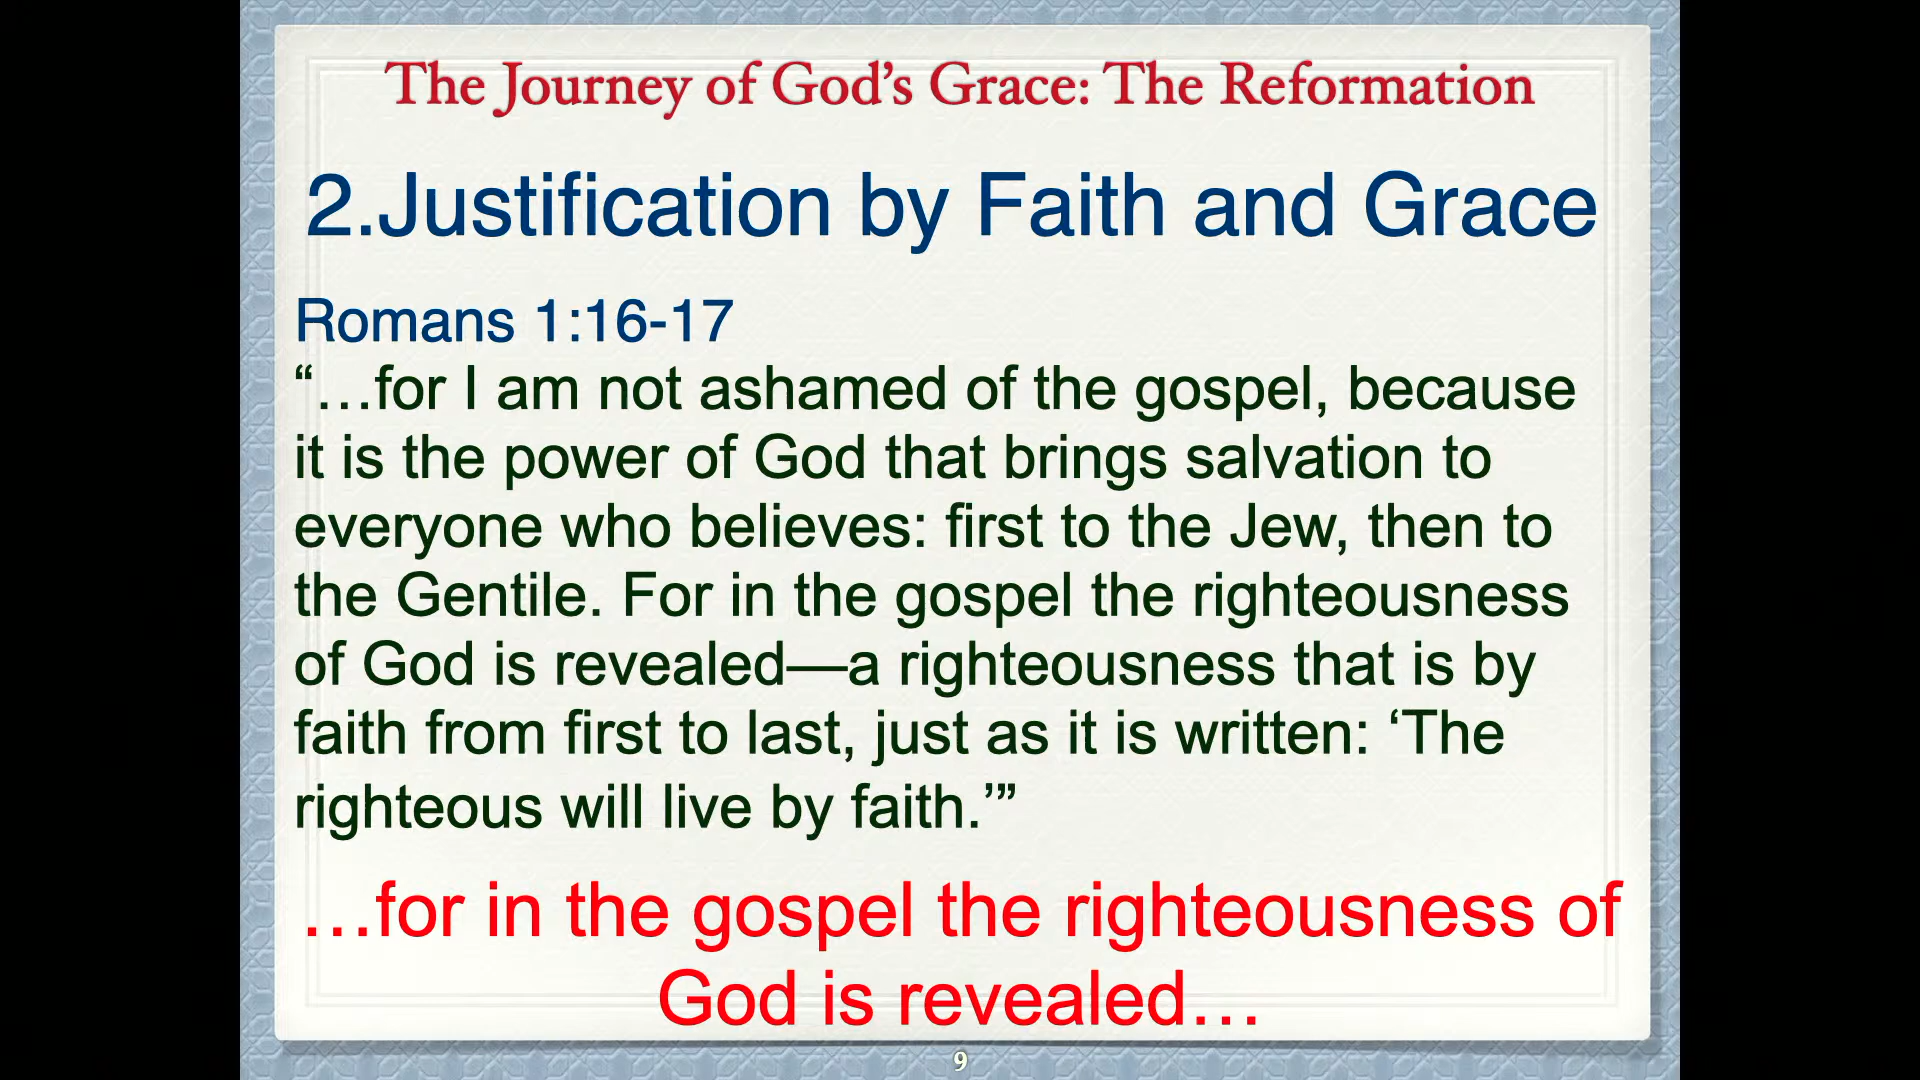 The Journey of God’s Grace: The Reformation
2.Justification by Faith and Grace
Romans 1:16-17
“…for I am not ashamed of the gospel, because
it is the power of God that brings salvation to
everyone who believes: first to the Jew, then to
the Gentile. For in the gospel the righteousness
of God is revealed—a righteousness that is by
faith from first to last, just as it is written: ‘The
righteous will live by faith.’”
…for in the gospel the righteousness of
God is revealed…
9